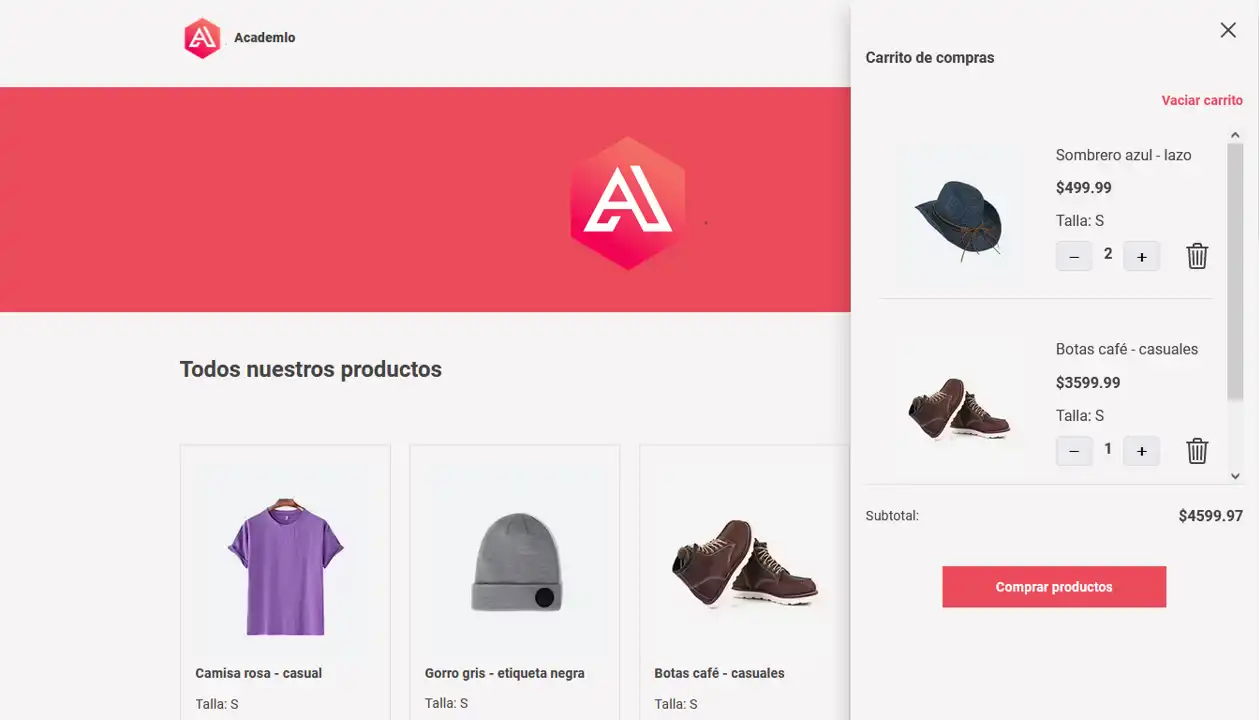 Academlo
Carrito de compras
Vaciar carrito
Sombrero azul - lazo
$499.99
Talla: S
− 2 +
Botas café - casuales
$3599.99
Talla: S
− 1 +
Subtotal: $4599.97
Comprar productos
Todos nuestros productos
Camisa rosa - casual
Talla: S
Gorro gris - etiqueta negra
Talla: S
Botas café - casuales
Talla: S